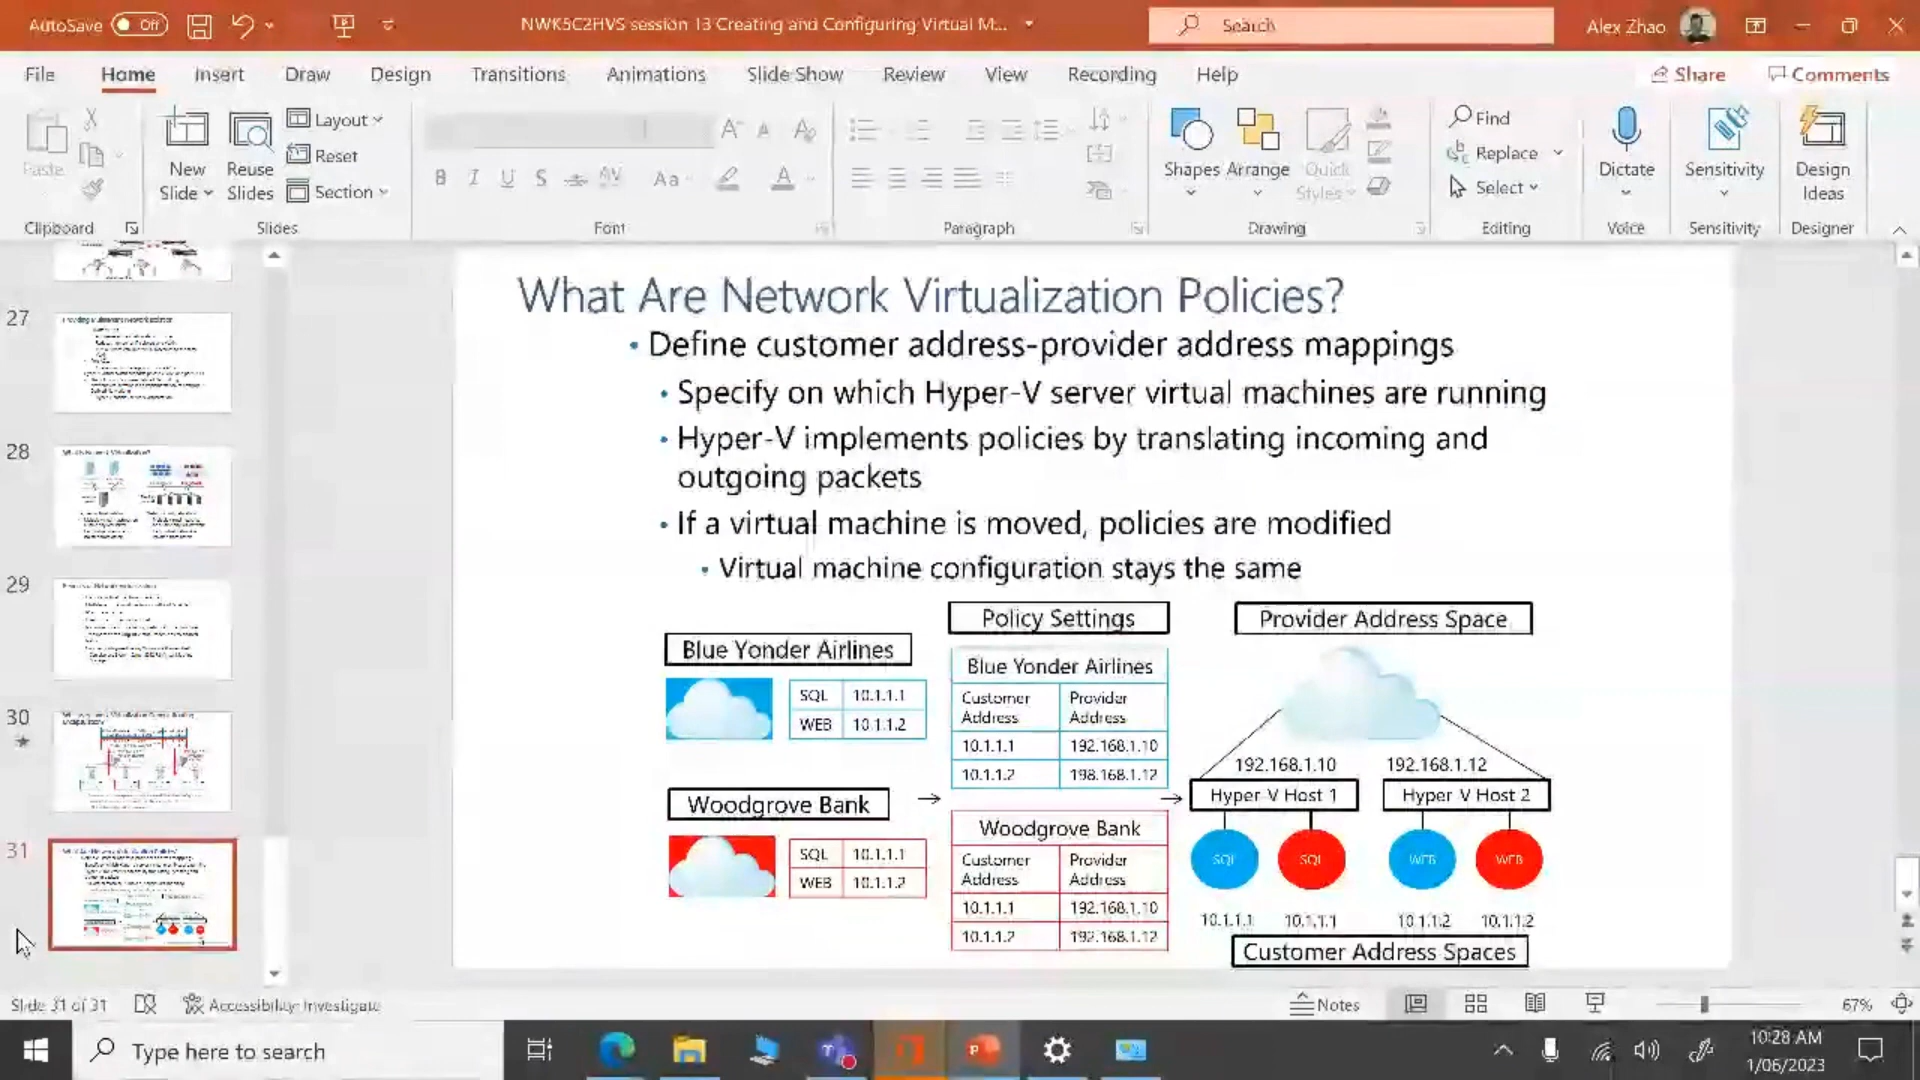 AutoSave Off
NWK5C2HVS session 13 Creating and Configuring Virtual M...
Search
Alex Zhao
File Home Insert Draw Design Transitions Animations Slide Show Review View Recording Help
Share Comments
Paste
New
Slide
Reuse
Slides
Layout
Reset
Section
Aa
Shapes
Arrange
Quick
Styles
Find
Replace
Select
Dictate
Sensitivity
Design
Ideas
Clipboard Slides Font Paragraph Drawing Editing Voice Sensitivity Designer
27
28
29
30
31
What Are Network Virtualization Policies?
• Define customer address-provider address mappings
• Specify on which Hyper-V server virtual machines are running
• Hyper-V implements policies by translating incoming and
outgoing packets
• If a virtual machine is moved, policies are modified
• Virtual machine configuration stays the same
Blue Yonder Airlines
SQL 10.1.1.1
WEB 10.1.1.2
Woodgrove Bank
SQL 10.1.1.1
WEB 10.1.1.2
Policy Settings
Blue Yonder Airlines
Customer Address Provider Address
10.1.1.1 192.168.1.10
10.1.1.2 198.168.1.12
Woodgrove Bank
Customer Address Provider Address
10.1.1.1 192.168.1.10
10.1.1.2 192.168.1.12
Provider Address Space
192.168.1.10 192.168.1.12
Hyper-V Host 1 Hyper-V Host 2
SQL SQL WEB WEB
10.1.1.1 10.1.1.1 10.1.1.2 10.1.1.2
Customer Address Spaces
Slide 31 of 31
Accessibility: Investigate
Notes
67%
Type here to search
10:28 AM
1/06/2023